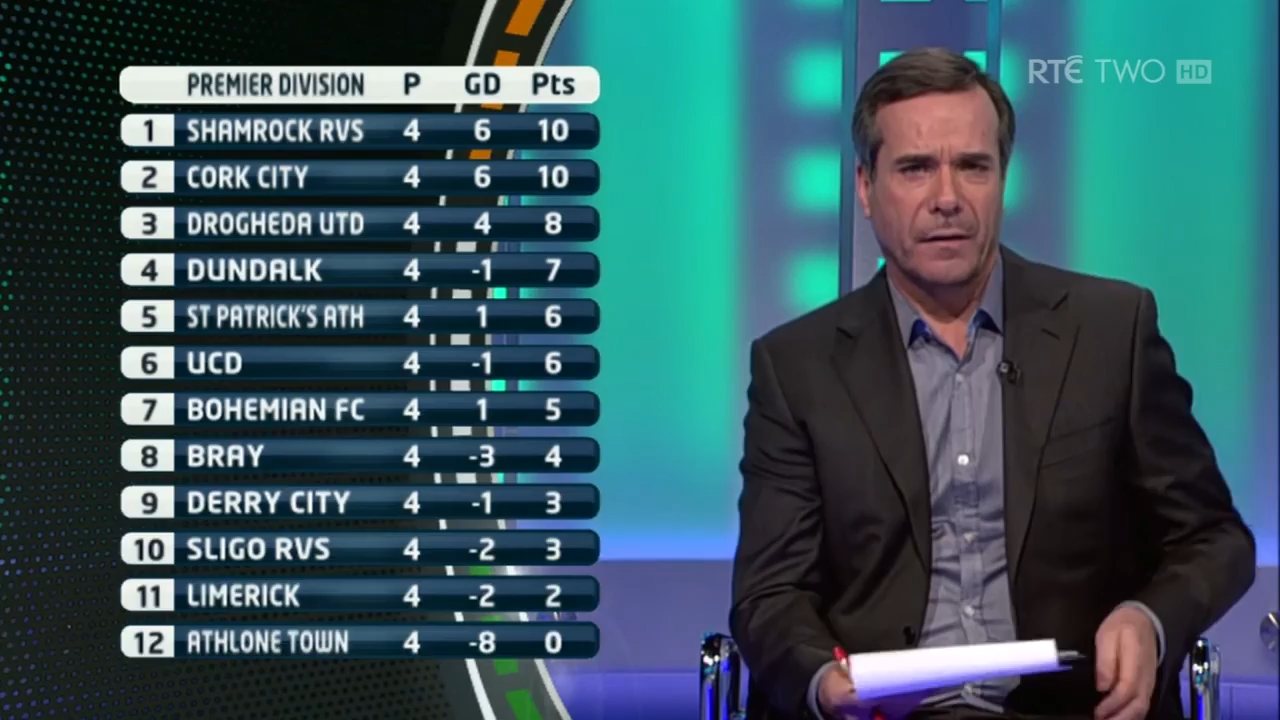 RTÉ TWO HD
PREMIER DIVISION P GD Pts
1 SHAMROCK RVS 4 6 10
2 CORK CITY 4 6 10
3 DROGHEDA UTD 4 4 8
4 DUNDALK 4 -1 7
5 ST PATRICK'S ATH 4 1 6
6 UCD 4 -1 6
7 BOHEMIAN FC 4 1 5
8 BRAY 4 -3 4
9 DERRY CITY 4 -1 3
10 SLIGO RVS 4 -2 3
11 LIMERICK 4 -2 2
12 ATHLONE TOWN 4 -8 0